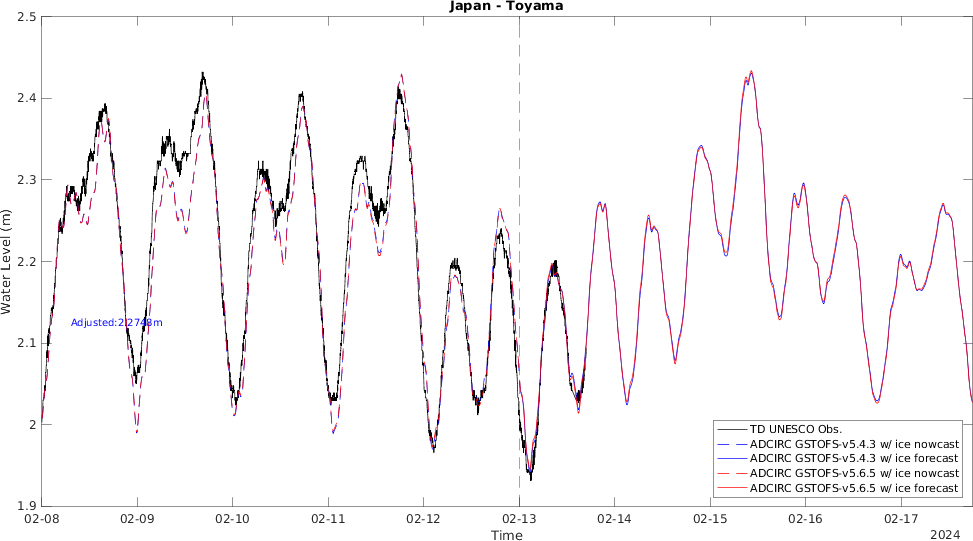 Japan - Toyama
2.5
2.4
2.3
2.2
2.1
2
1.9
Water Level (m)
Adjusted:2.2748m
TD UNESCO Obs.
ADCIRC GSTOFS-v5.4.3 w/ ice nowcast
ADCIRC GSTOFS-v5.4.3 w/ ice forecast
ADCIRC GSTOFS-v5.6.5 w/ ice nowcast
ADCIRC GSTOFS-v5.6.5 w/ ice forecast
02-08 02-09 02-10 02-11 02-12 02-13 02-14 02-15 02-16 02-17
Time
2024